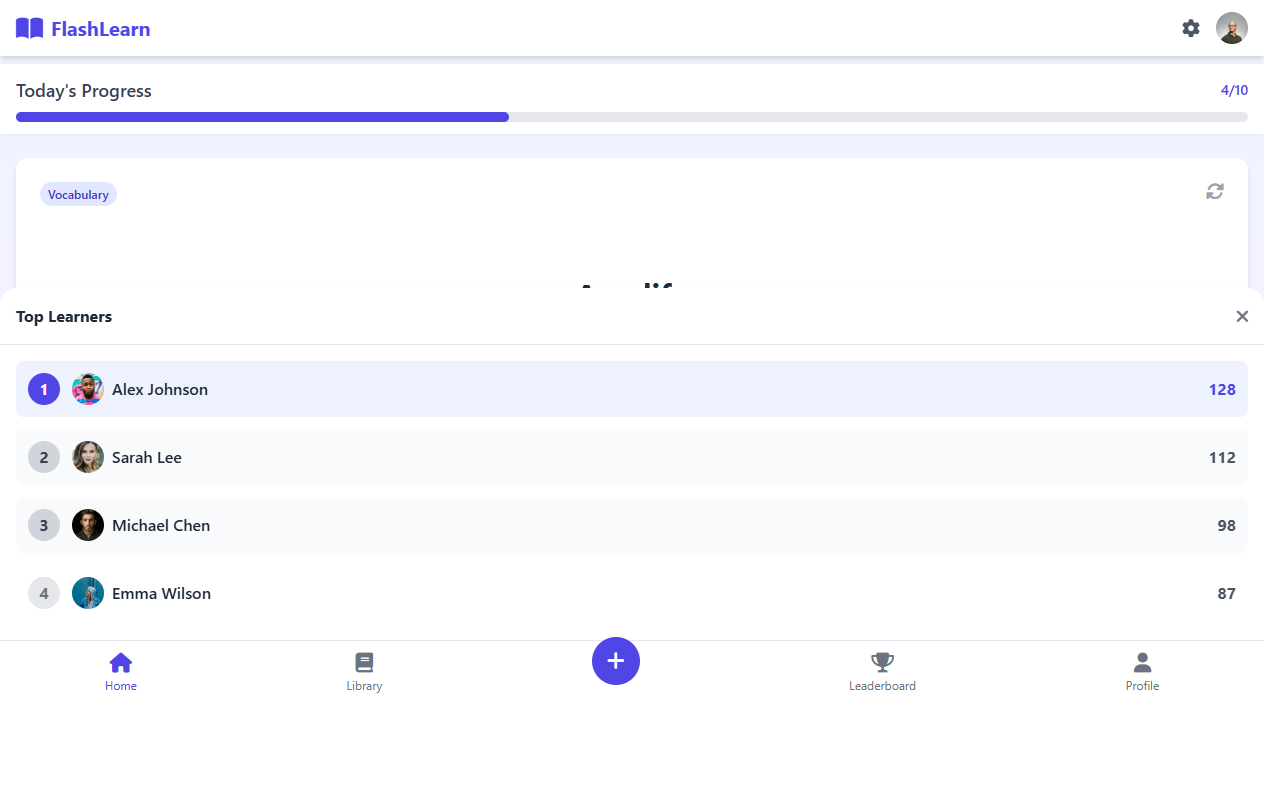 FlashLearn
Today's Progress
4/10
Vocabulary
Top Learners
1 Alex Johnson 128
2 Sarah Lee 112
3 Michael Chen 98
4 Emma Wilson 87
Home
Library
Leaderboard
Profile